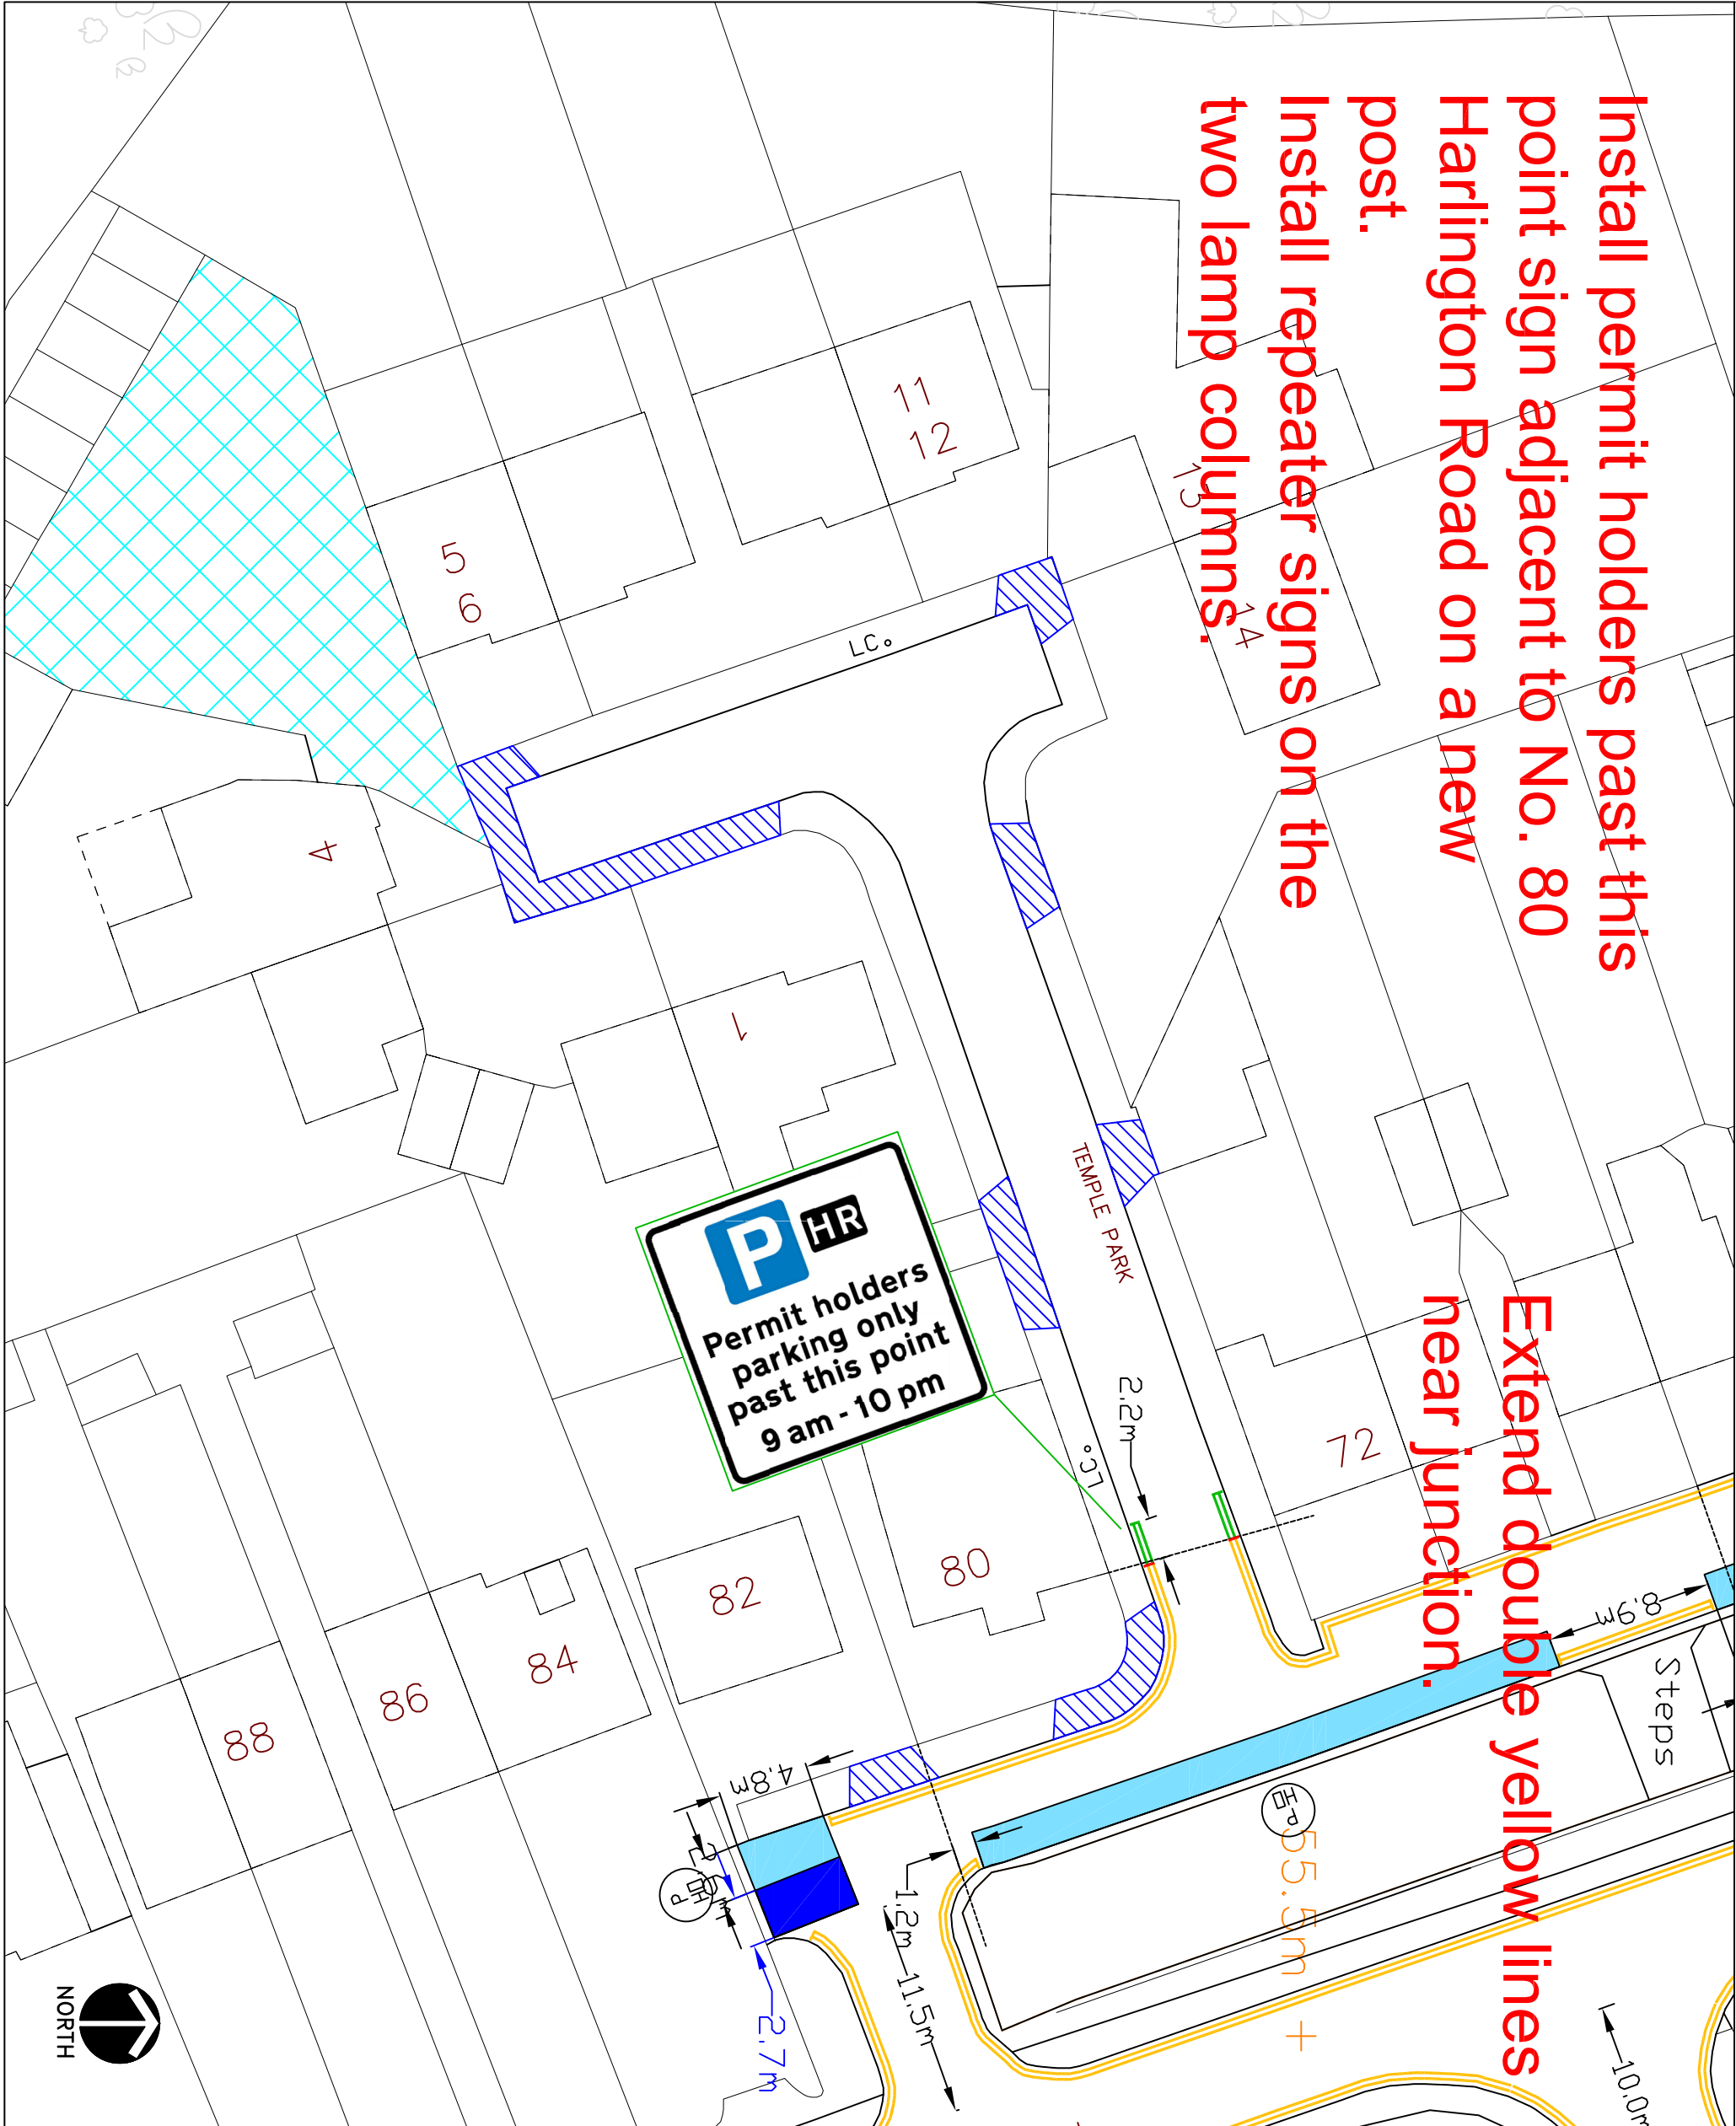 Install permit holders past this
point sign adjacent to No. 80
Harlington Road on a new
post.
Install repeater signs on the
two lamp columns.
Extend double yellow lines
near junction.
11
12
13
14
5
6
LC
4
1
TEMPLE PARK
P HR
Permit holders
parking only
past this point
9 am - 10 pm
2.2m
LC
72
80
82
84
86
88
8.9m
Steps
4.8m
P
P
55.5m +
1.2m
11.5m
2.7m
10.0m
NORTH